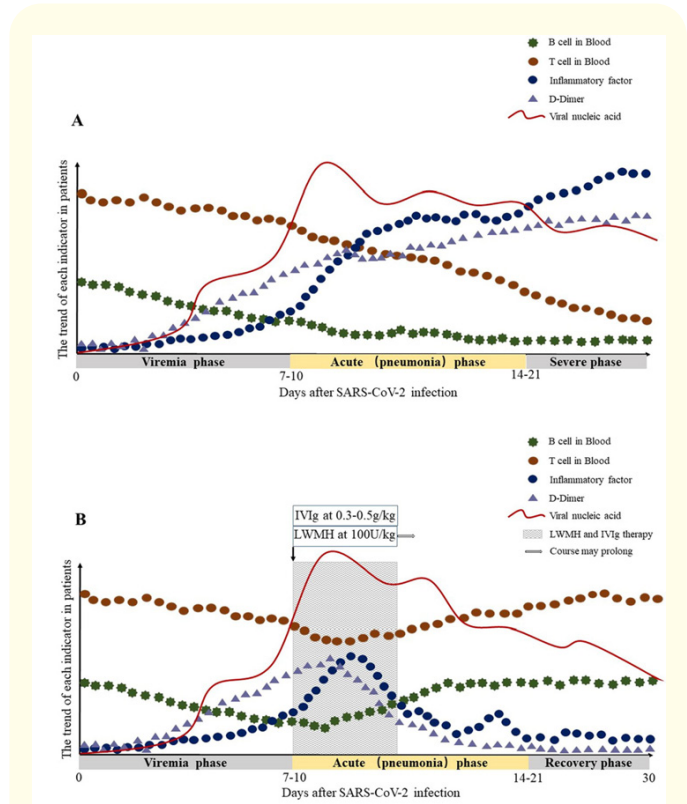 B cell in Blood
T cell in Blood
Inflammatory factor
D-Dimer
Viral nucleic acid
A
The trend of each indicator in patients
Viremia phase
Acute (pneumonia) phase
Severe phase
0
7-10
14-21
Days after SARS-CoV-2 infection
B cell in Blood
T cell in Blood
Inflammatory factor
D-Dimer
Viral nucleic acid
LWMH and IVIg therapy
Course may prolong
B
IVIg at 0.3-0.5g/kg
LWMH at 100U/kg
The trend of each indicator in patients
Viremia phase
Acute (pneumonia) phase
Recovery phase
0
7-10
14-21
30
Days after SARS-CoV-2 infection